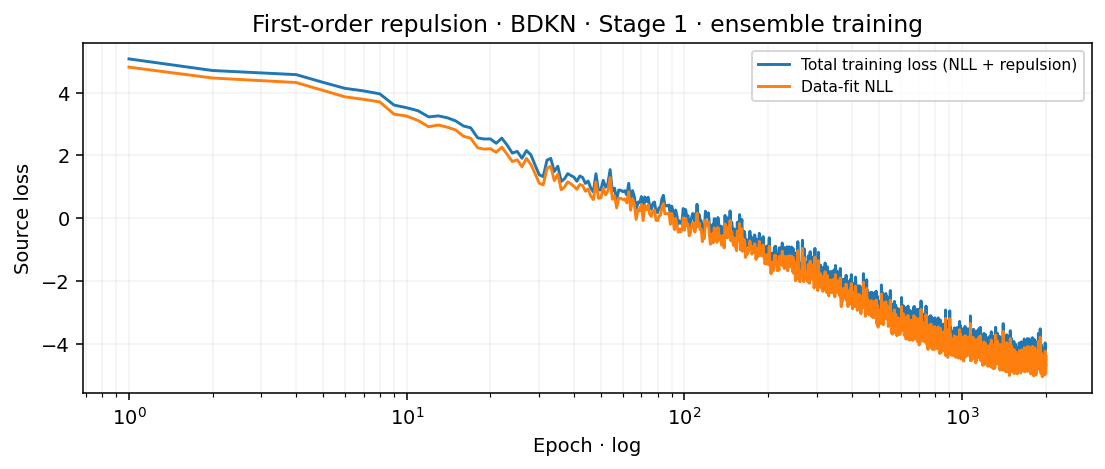 First-order repulsion · BDKN · Stage 1 · ensemble training
Total training loss (NLL + repulsion)
Data-fit NLL
Source loss
4
2
0
−2
−4
10⁰
10¹
10²
10³
Epoch · log